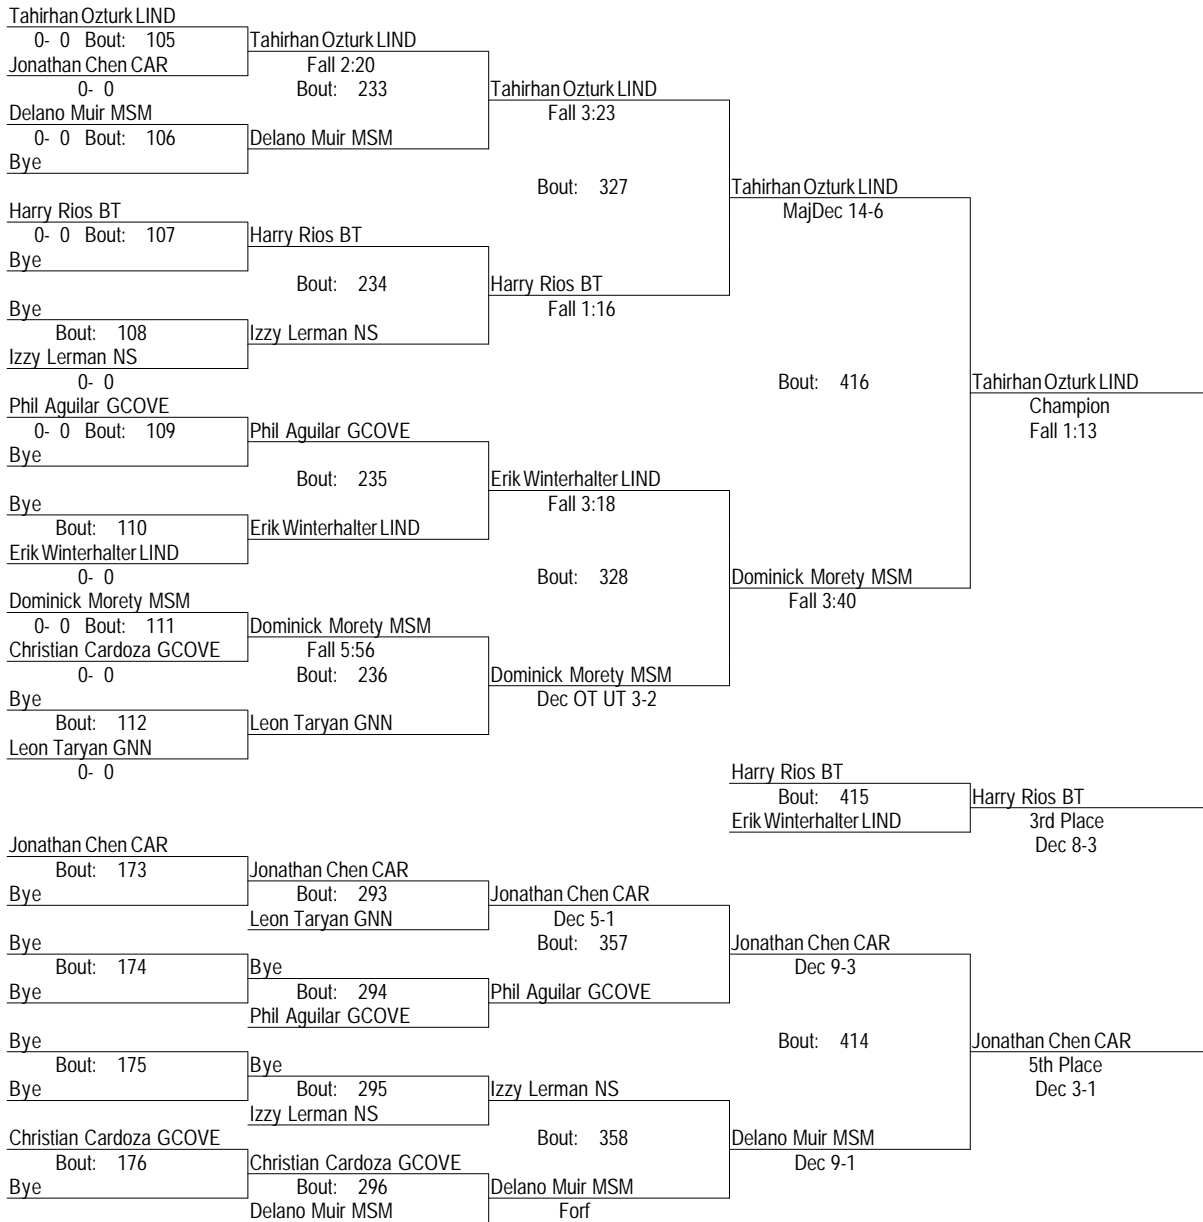 Tahirhan Ozturk LIND
0- 0 Bout: 105
Tahirhan Ozturk LIND
Jonathan Chen CAR
Fall 2:20
0- 0
Bout: 233
Tahirhan Ozturk LIND
Delano Muir MSM
Fall 3:23
0- 0 Bout: 106
Delano Muir MSM
Bye
Bout: 327
Tahirhan Ozturk LIND
Harry Rios BT
MajDec 14-6
0- 0 Bout: 107
Harry Rios BT
Bye
Bout: 234
Harry Rios BT
Bye
Fall 1:16
Bout: 108
Izzy Lerman NS
Izzy Lerman NS
0- 0
Bout: 416
Tahirhan Ozturk LIND
Phil Aguilar GCOVE
Champion
0- 0 Bout: 109
Phil Aguilar GCOVE
Fall 1:13
Bye
Bout: 235
Erik Winterhalter LIND
Bye
Fall 3:18
Bout: 110
Erik Winterhalter LIND
Erik Winterhalter LIND
0- 0
Bout: 328
Dominick Morety MSM
Dominick Morety MSM
Fall 3:40
0- 0 Bout: 111
Dominick Morety MSM
Christian Cardoza GCOVE
Fall 5:56
0- 0
Bout: 236
Dominick Morety MSM
Bye
Dec OT UT 3-2
Bout: 112
Leon Taryan GNN
Leon Taryan GNN
0- 0
Harry Rios BT
Bout: 415
Harry Rios BT
Erik Winterhalter LIND
3rd Place
Dec 8-3
Jonathan Chen CAR
Bout: 173
Jonathan Chen CAR
Bye
Bout: 293
Jonathan Chen CAR
Leon Taryan GNN
Dec 5-1
Bye
Bout: 357
Jonathan Chen CAR
Bout: 174
Bye
Dec 9-3
Bye
Bout: 294
Phil Aguilar GCOVE
Phil Aguilar GCOVE
Bye
Bout: 414
Jonathan Chen CAR
Bout: 175
Bye
5th Place
Bye
Bout: 295
Izzy Lerman NS
Dec 3-1
Izzy Lerman NS
Christian Cardoza GCOVE
Bout: 358
Delano Muir MSM
Bout: 176
Christian Cardoza GCOVE
Dec 9-1
Bye
Bout: 296
Delano Muir MSM
Delano Muir MSM
Forf